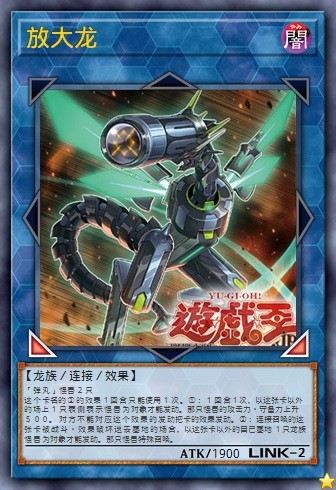 放大龙
闇
YU-GI-OH!
遊戯王
.JP
【龙族/连接/效果】
「弹丸」怪兽2只
这个卡名的②的效果1回合只能使用1次。①：1回合1次，以这张卡以外
的场上1只表侧表示怪兽为对象才能发动。那只怪兽的攻击力·守备力上升
５００。对方不能对应这个效果的发动把卡的效果发动。②：连接召唤的这
张卡被战斗·效果破坏送去墓地的场合，以这张卡以外的自己墓地1只龙族
怪兽为对象才能发动。那只怪兽特殊召唤。
ATK/1900 LINK-2